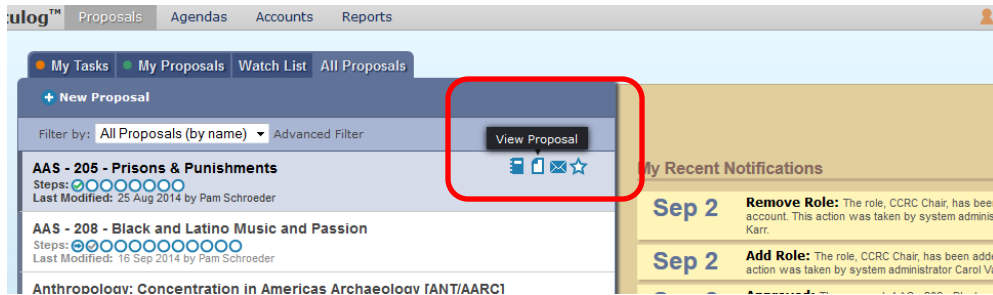 ulog™ Proposals Agendas Accounts Reports
My Tasks My Proposals Watch List All Proposals
New Proposal
Filter by: All Proposals (by name) Advanced Filter
View Proposal
AAS - 205 - Prisons & Punishments
Steps:
Last Modified: 25 Aug 2014 by Pam Schroeder
AAS - 208 - Black and Latino Music and Passion
Steps:
Last Modified: 16 Sep 2014 by Pam Schroeder
Anthropology: Concentration in Americas Archaeology [ANT/AARC]
My Recent Notifications
Sep 2
Remove Role: The role, CCRC Chair, has been
account. This action was taken by system adminis
Karr.
Sep 2
Add Role: The role, CCRC Chair, has been adde
action was taken by system administrator Carol Va